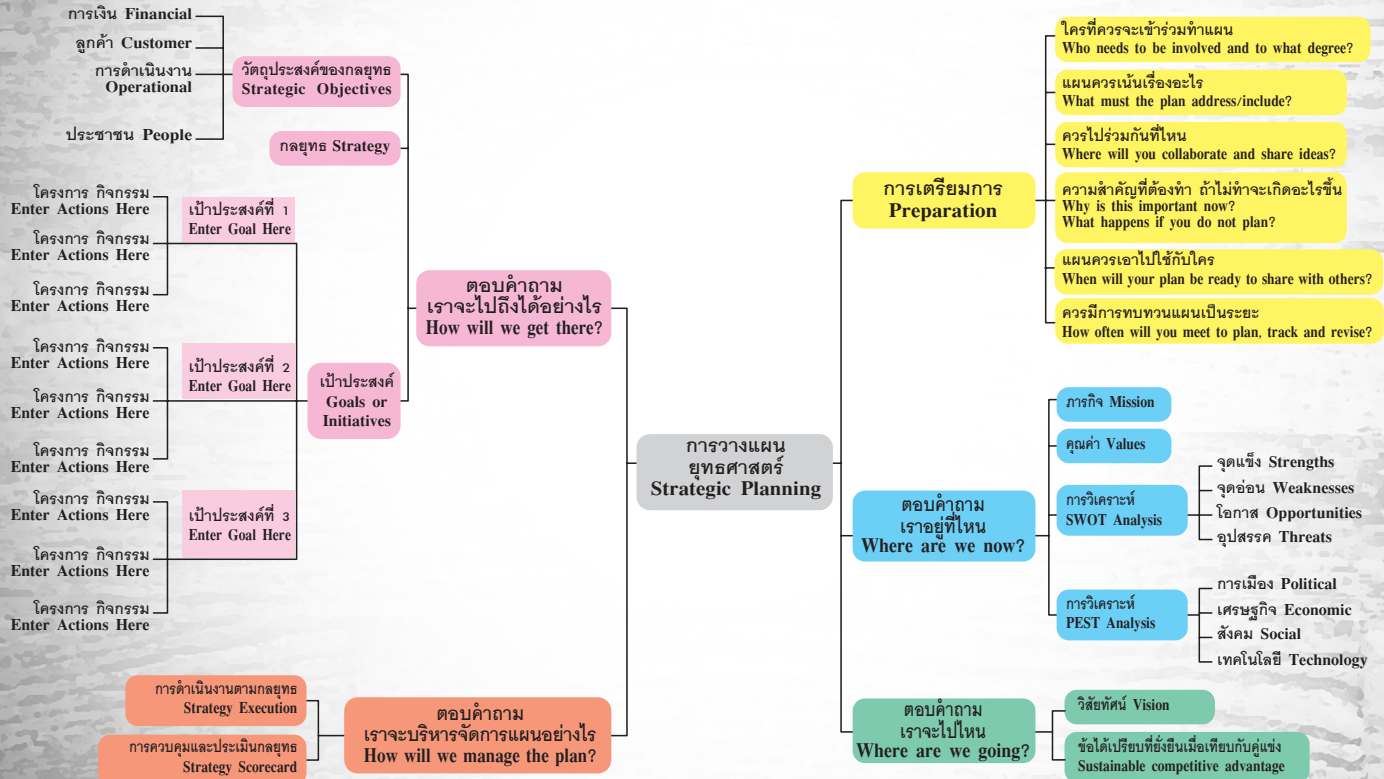 การวางแผน
ยุทธศาสตร์
Strategic Planning
การเตรียมการ
Preparation
ใครที่ควรจะเข้าร่วมทำแผน
Who needs to be involved and to what degree?
แผนควรเน้นเรื่องอะไร
What must the plan address/include?
ควรไปร่วมกันที่ไหน
Where will you collaborate and share ideas?
ความสำคัญที่ต้องทำ ถ้าไม่ทำจะเกิดอะไรขึ้น
Why is this important now?
What happens if you do not plan?
แผนควรเอาไปใช้กับใคร
When will your plan be ready to share with others?
ควรมีการทบทวนแผนเป็นระยะ
How often will you meet to plan, track and revise?
ตอบคำถาม
เราอยู่ที่ไหน
Where are we now?
ภารกิจ Mission
คุณค่า Values
การวิเคราะห์
SWOT Analysis
จุดแข็ง Strengths
จุดอ่อน Weaknesses
โอกาส Opportunities
อุปสรรค Threats
การวิเคราะห์
PEST Analysis
การเมือง Political
เศรษฐกิจ Economic
สังคม Social
เทคโนโลยี Technology
ตอบคำถาม
เราจะไปไหน
Where are we going?
วิสัยทัศน์ Vision
ข้อได้เปรียบที่ยั่งยืนเมื่อเทียบกับคู่แข่ง
Sustainable competitive advantage
ตอบคำถาม
เราจะไปถึงได้อย่างไร
How will we get there?
วัตถุประสงค์ของกลยุทธ
Strategic Objectives
การเงิน Financial
ลูกค้า Customer
การดำเนินงาน
Operational
ประชาชน People
กลยุทธ Strategy
เป้าประสงค์
Goals or
Initiatives
เป้าประสงค์ที่ 1
Enter Goal Here
โครงการ กิจกรรม
Enter Actions Here
โครงการ กิจกรรม
Enter Actions Here
โครงการ กิจกรรม
Enter Actions Here
เป้าประสงค์ที่ 2
Enter Goal Here
โครงการ กิจกรรม
Enter Actions Here
โครงการ กิจกรรม
Enter Actions Here
โครงการ กิจกรรม
Enter Actions Here
เป้าประสงค์ที่ 3
Enter Goal Here
โครงการ กิจกรรม
Enter Actions Here
โครงการ กิจกรรม
Enter Actions Here
โครงการ กิจกรรม
Enter Actions Here
ตอบคำถาม
เราจะบริหารจัดการแผนอย่างไร
How will we manage the plan?
การดำเนินงานตามกลยุทธ
Strategy Execution
การควบคุมและประเมินกลยุทธ
Strategy Scorecard